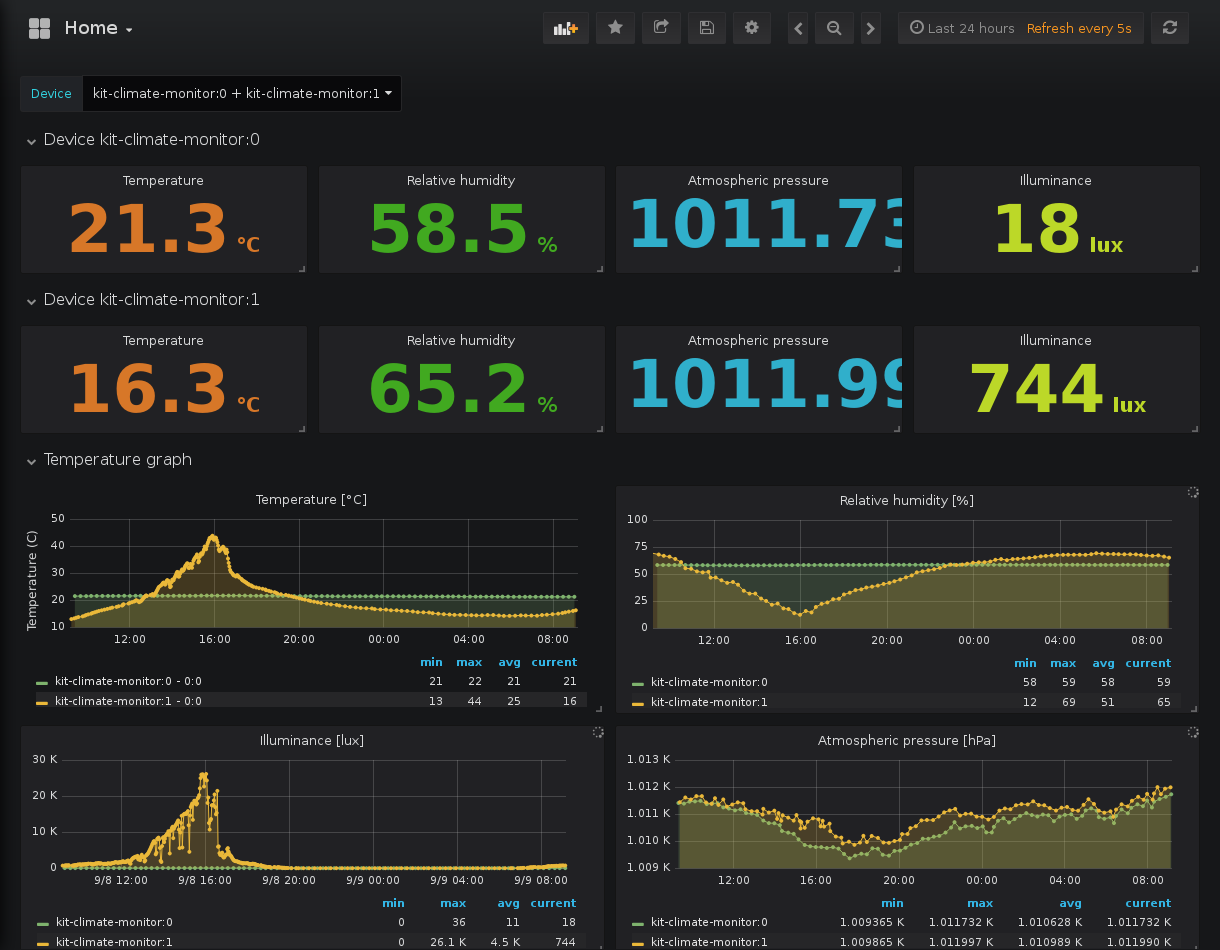 Home
Last 24 hours Refresh every 5s
Device kit-climate-monitor:0 + kit-climate-monitor:1
Device kit-climate-monitor:0
Temperature
21.3 °C
Relative humidity
58.5 %
Atmospheric pressure
1011.73
Illuminance
18 lux
Device kit-climate-monitor:1
Temperature
16.3 °C
Relative humidity
65.2 %
Atmospheric pressure
1011.99
Illuminance
744 lux
Temperature graph
Temperature [°C]
Temperature (C)
50
40
30
20
10
12:00 16:00 20:00 00:00 04:00 08:00
min max avg current
kit-climate-monitor:0 - 0:0 21 22 21 21
kit-climate-monitor:1 - 0:0 13 44 25 16
Relative humidity [%]
100
75
50
25
0
12:00 16:00 20:00 00:00 04:00 08:00
min max avg current
kit-climate-monitor:0 58 59 58 59
kit-climate-monitor:1 12 69 51 65
Illuminance [lux]
30 K
20 K
10 K
0
9/8 12:00 9/8 16:00 9/8 20:00 9/9 00:00 9/9 04:00 9/9 08:00
min max avg current
kit-climate-monitor:0 0 36 11 18
kit-climate-monitor:1 0 26.1 K 4.5 K 744
Atmospheric pressure [hPa]
1.013 K
1.012 K
1.011 K
1.010 K
1.009 K
12:00 16:00 20:00 00:00 04:00 08:00
min max avg current
kit-climate-monitor:0 1.009365 K 1.011732 K 1.010628 K 1.011732 K
kit-climate-monitor:1 1.009865 K 1.011997 K 1.010989 K 1.011990 K